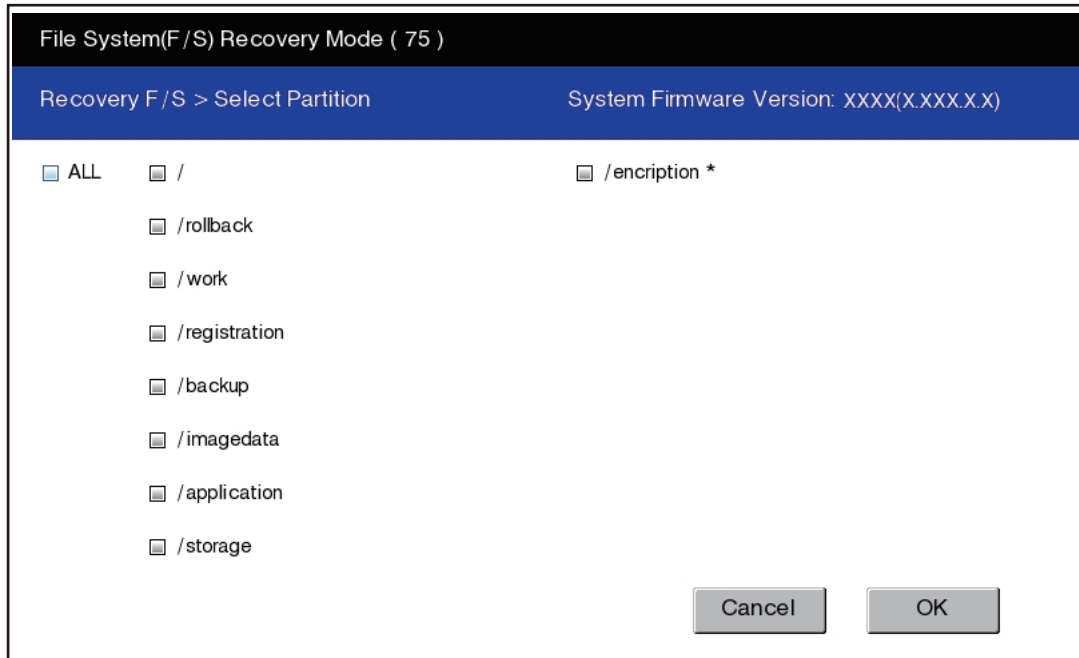 File System(F/S) Recovery Mode ( 75 )
Recovery F/S > Select Partition System Firmware Version: XXXX(X.XXX.X.X)
ALL / /encription *
/rollback
/work
/registration
/backup
/imagedata
/application
/storage
Cancel OK